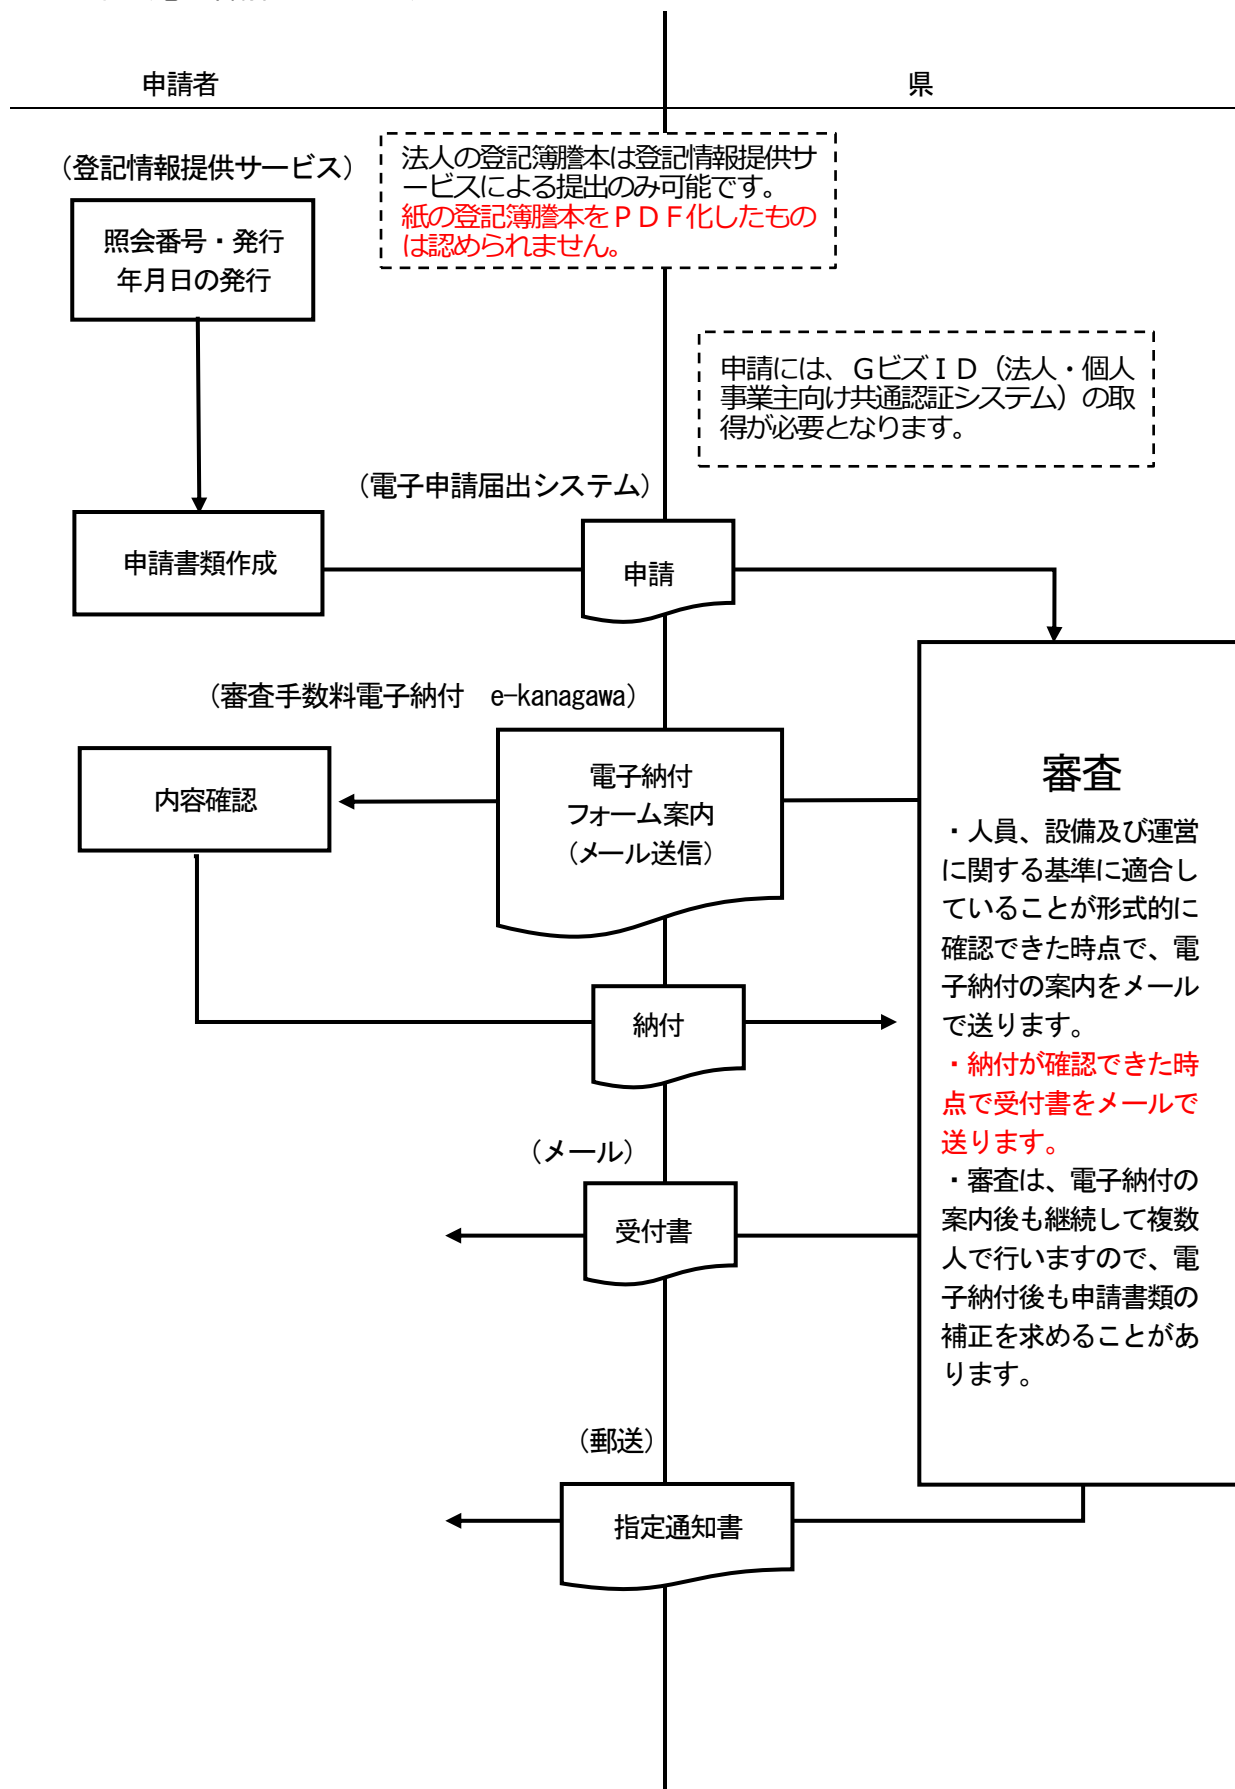 申請者
県
（登記情報提供サービス）
法人の登記簿謄本は登記情報提供サ
ービスによる提出のみ可能です。
紙の登記簿謄本をＰＤＦ化したもの
は認められません。
照会番号・発行
年月日の発行
申請には、ＧビズＩＤ（法人・個人
事業主向け共通認証システム）の取
得が必要となります。
（電子申請届出システム）
申請書類作成
申請
（審査手数料電子納付　e-kanagawa）
電子納付
フォーム案内
（メール送信）
内容確認
審査
・人員、設備及び運営
に関する基準に適合し
ていることが形式的に
確認できた時点で、電
子納付の案内をメール
で送ります。
・納付が確認できた時
点で受付書をメールで
送ります。
・審査は、電子納付の
案内後も継続して複数
人で行いますので、電
子納付後も申請書類の
補正を求めることがあ
ります。
納付
（メール）
受付書
（郵送）
指定通知書